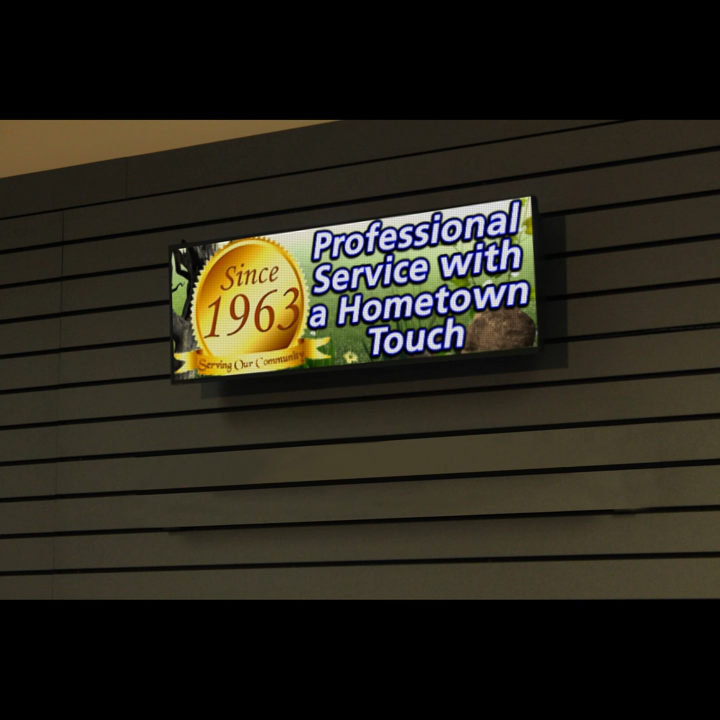 Since
1963
Serving Our Community
Professional
Service with
a Hometown
Touch